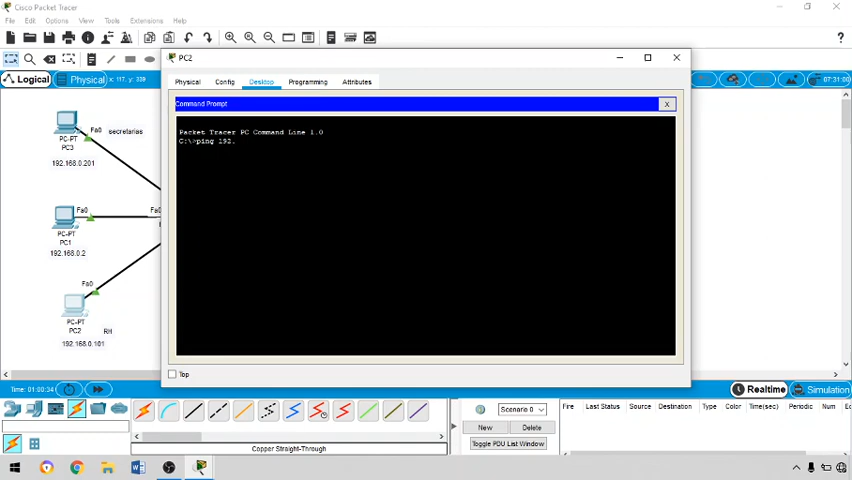 Cisco Packet Tracer
File Edit Options View Tools Extensions Help
Logical Physical x: 117, y: 339 07:31:00
PC2
Physical Config Desktop Programming Attributes
Command Prompt X
Packet Tracer PC Command Line 1.0
C:\>ping 192.
Top
Fa0 secretarias
PC-PT
PC3
192.168.0.201
Fa0 Fa0
PC-PT
PC1
192.168.0.2
Fa0
PC-PT
PC2 RH
192.168.0.101
Time: 01:00:34 Realtime Simulation
Scenario 0 Fire Last Status Source Destination Type Color Time(sec) Periodic Num Ed
New Delete
Toggle PDU List Window
Copper Straight-Through